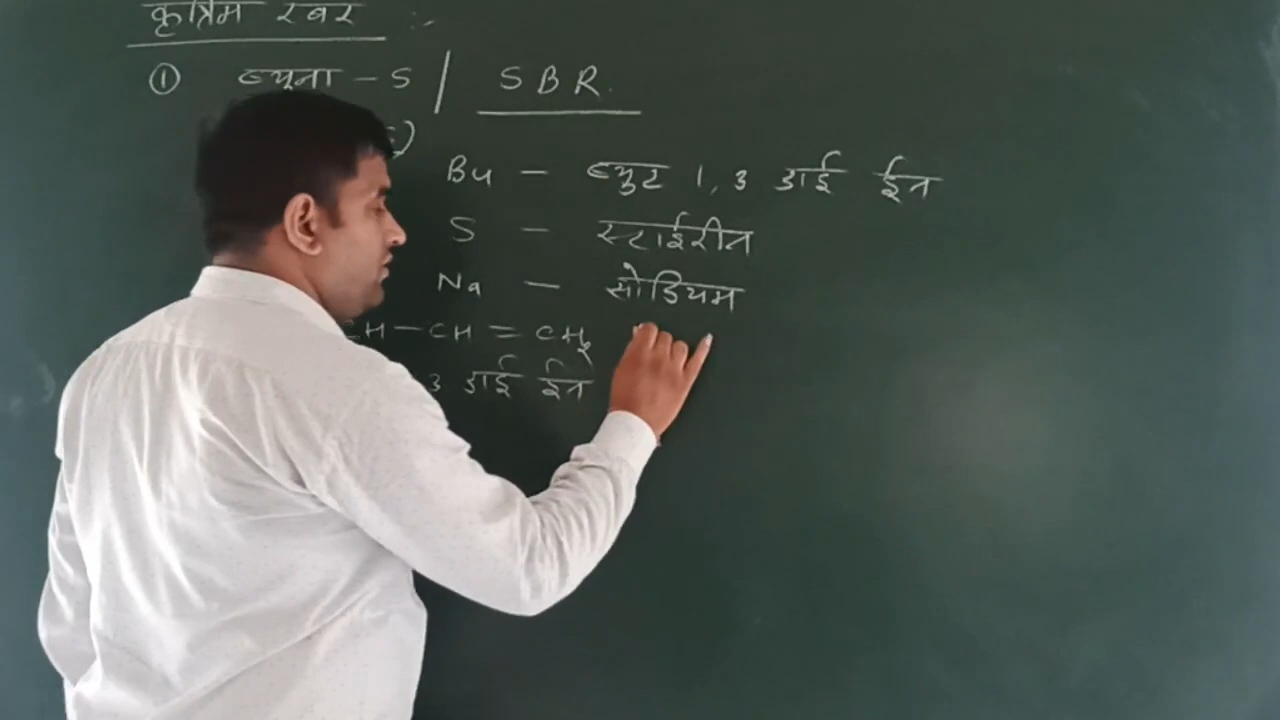 कृत्रिम रबर
① ब्यूना - S / SBR.
Bu - ब्युट 1,3 डाई ईन
S - स्टाईरीन
Na - सोडियम
CH - CH = CH₂
3 डाई ईन